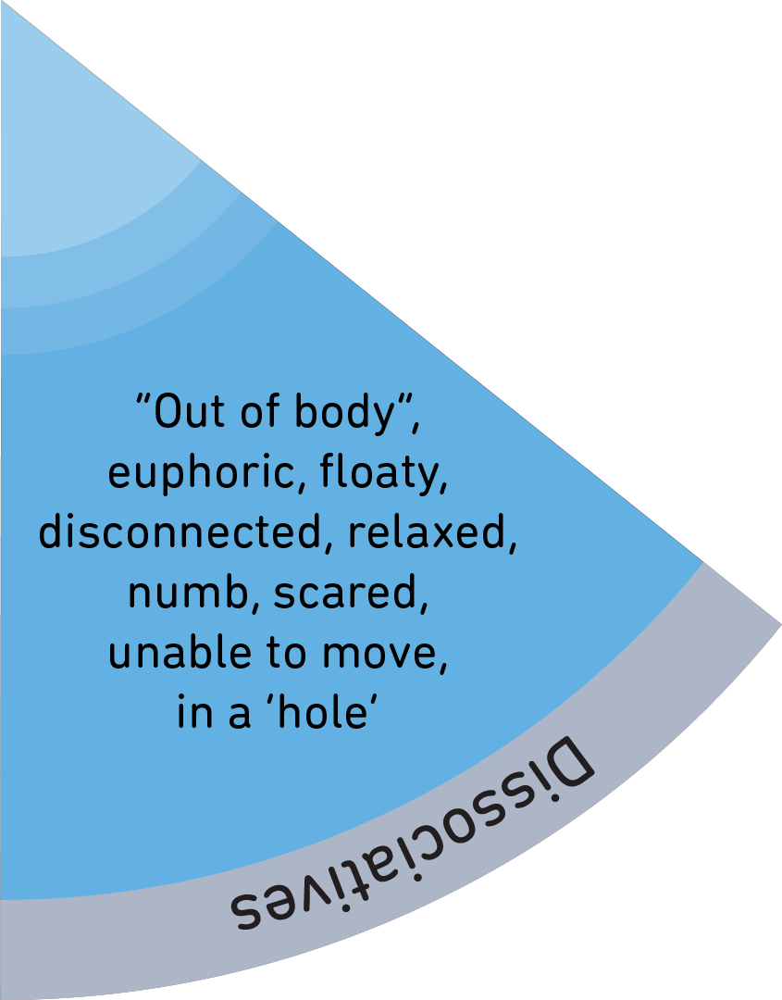 “Out of body”,
euphoric, floaty,
disconnected, relaxed,
numb, scared,
unable to move,
in a ‘hole’
Dissociatives